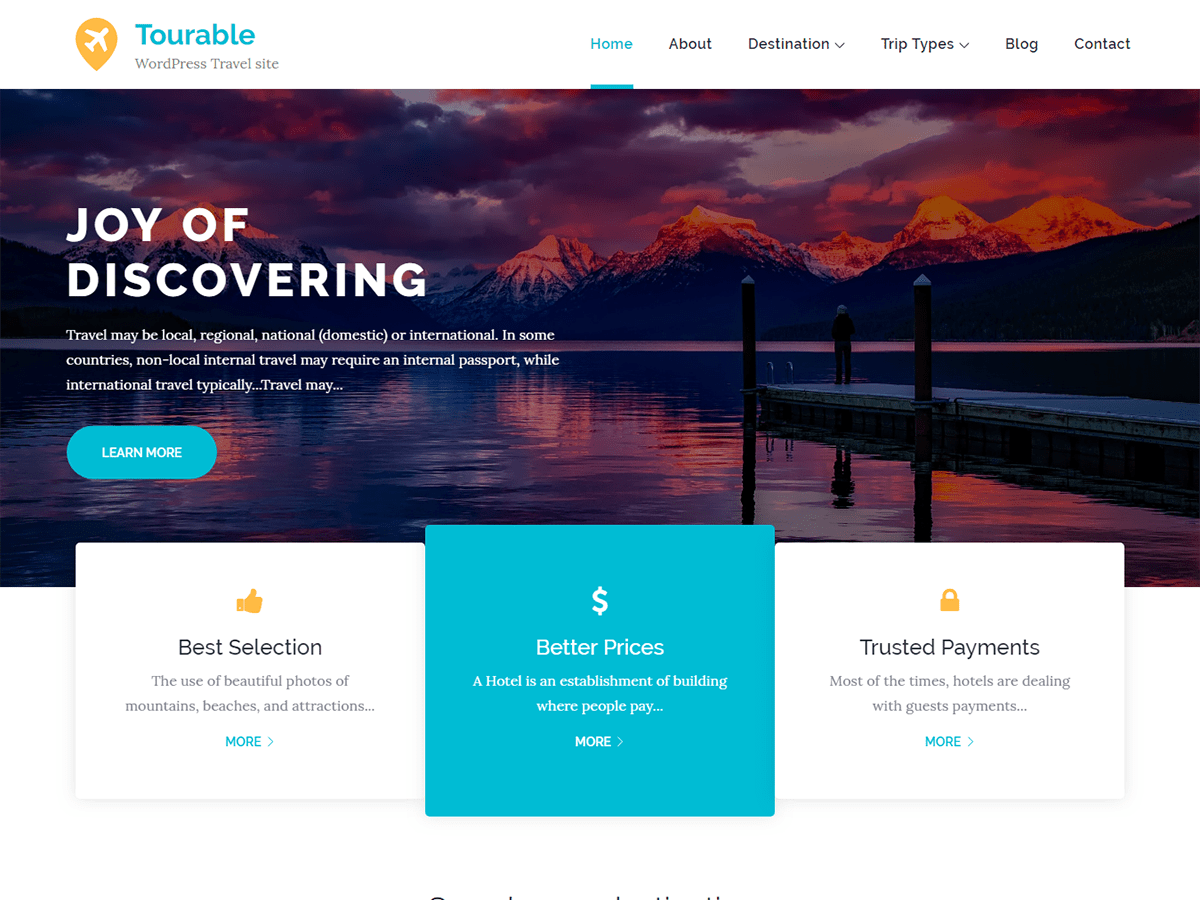 Tourable
WordPress Travel site
Home About Destination Trip Types Blog Contact
JOY OF
DISCOVERING
Travel may be local, regional, national (domestic) or international. In some
countries, non-local internal travel may require an internal passport, while
international travel typically...Travel may...
LEARN MORE
Best Selection
The use of beautiful photos of
mountains, beaches, and attractions...
MORE
$
Better Prices
A Hotel is an establishment of building
where people pay...
MORE
Trusted Payments
Most of the times, hotels are dealing
with guests payments...
MORE